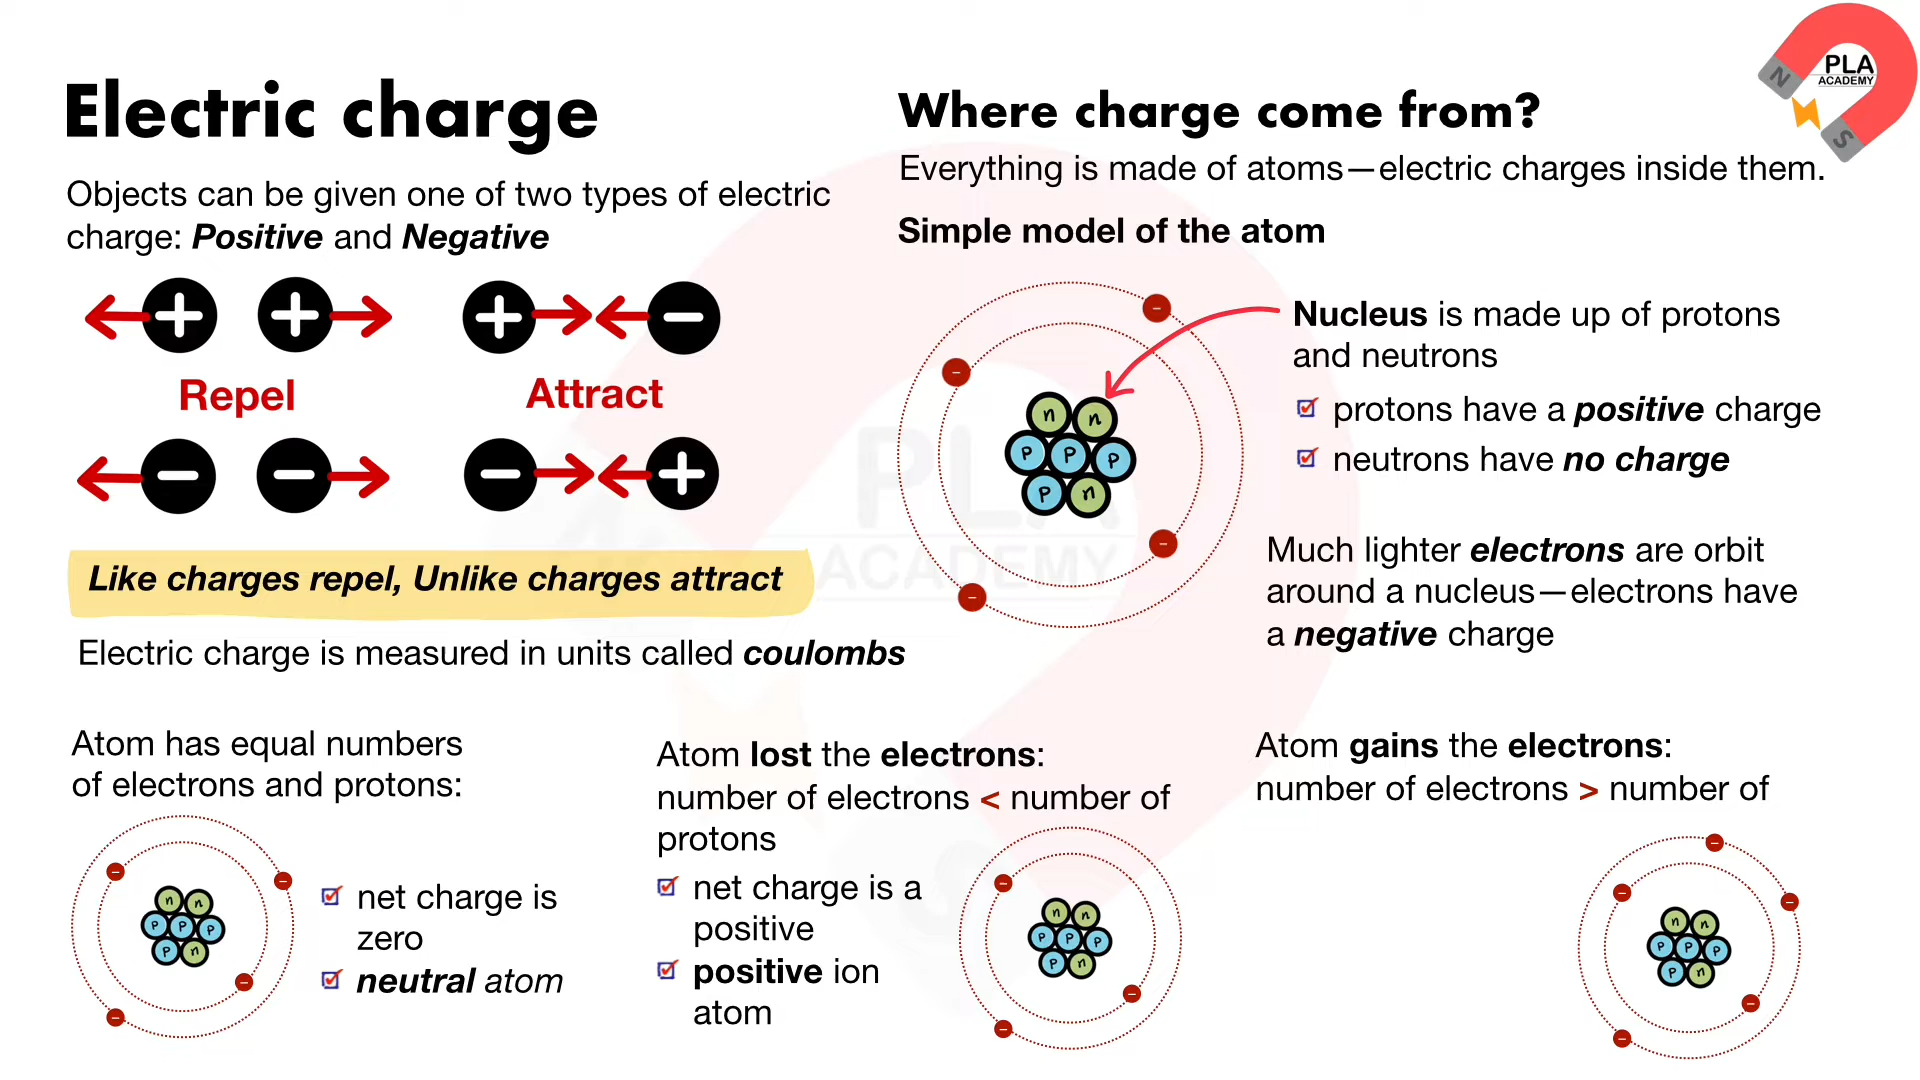 Electric charge
Objects can be given one of two types of electric
charge: Positive and Negative
+ + + −
Repel
Attract
− − − +
Like charges repel, Unlike charges attract
Electric charge is measured in units called coulombs
Where charge come from?
Everything is made of atoms—electric charges inside them.
Simple model of the atom
−
−
n n
P P P
P n
−
−
Nucleus is made up of protons
and neutrons
protons have a positive charge
neutrons have no charge
Much lighter electrons are orbit
around a nucleus—electrons have
a negative charge
Atom has equal numbers
of electrons and protons:
− −
n n
P P P
P n
−
−
net charge is
zero
neutral atom
Atom lost the electrons:
number of electrons < number of
protons
net charge is a
positive
positive ion
atom
−
n n
P P P
P n
−
−
Atom gains the electrons:
number of electrons > number of
−
− −
n n
P P P
P n
−
−
PLA
ACADEMY
N
S
PLA
ACADEMY